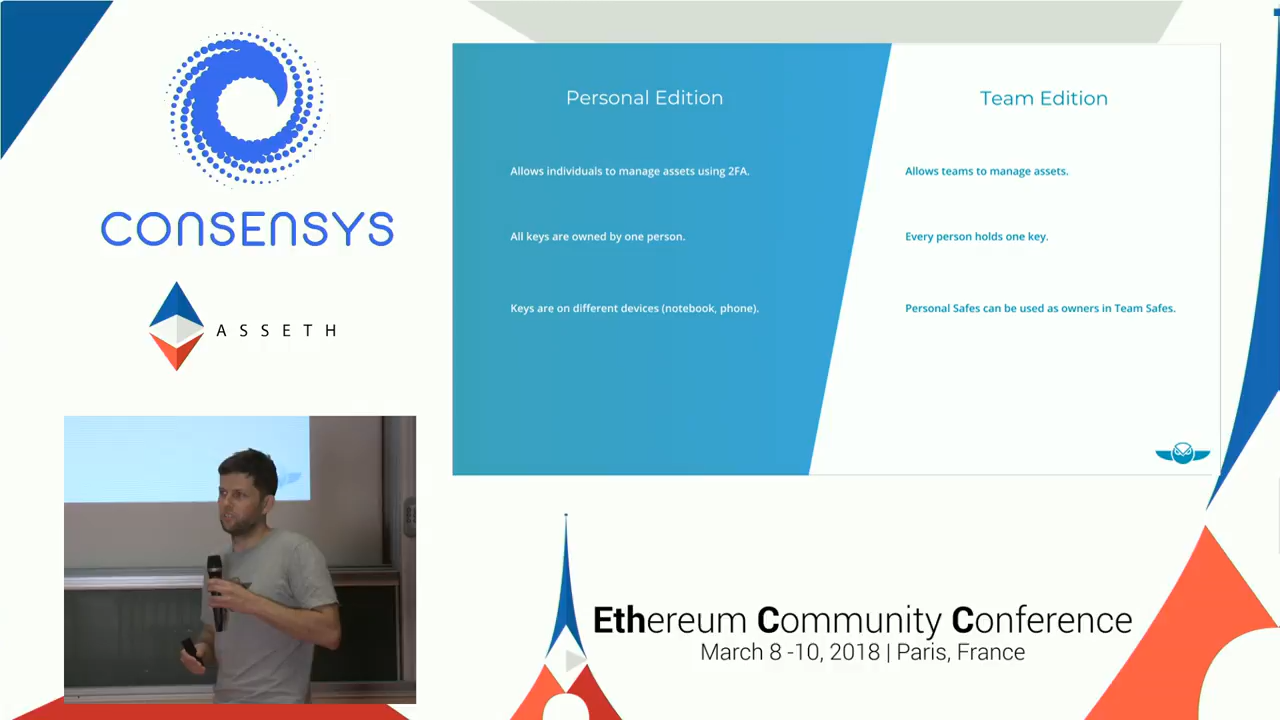 CONSENSYS
ASSETH
Personal Edition
Allows individuals to manage assets using 2FA.
All keys are owned by one person.
Keys are on different devices (notebook, phone).
Team Edition
Allows teams to manage assets.
Every person holds one key.
Personal Safes can be used as owners in Team Safes.
Ethereum Community Conference
March 8 -10, 2018 | Paris, France